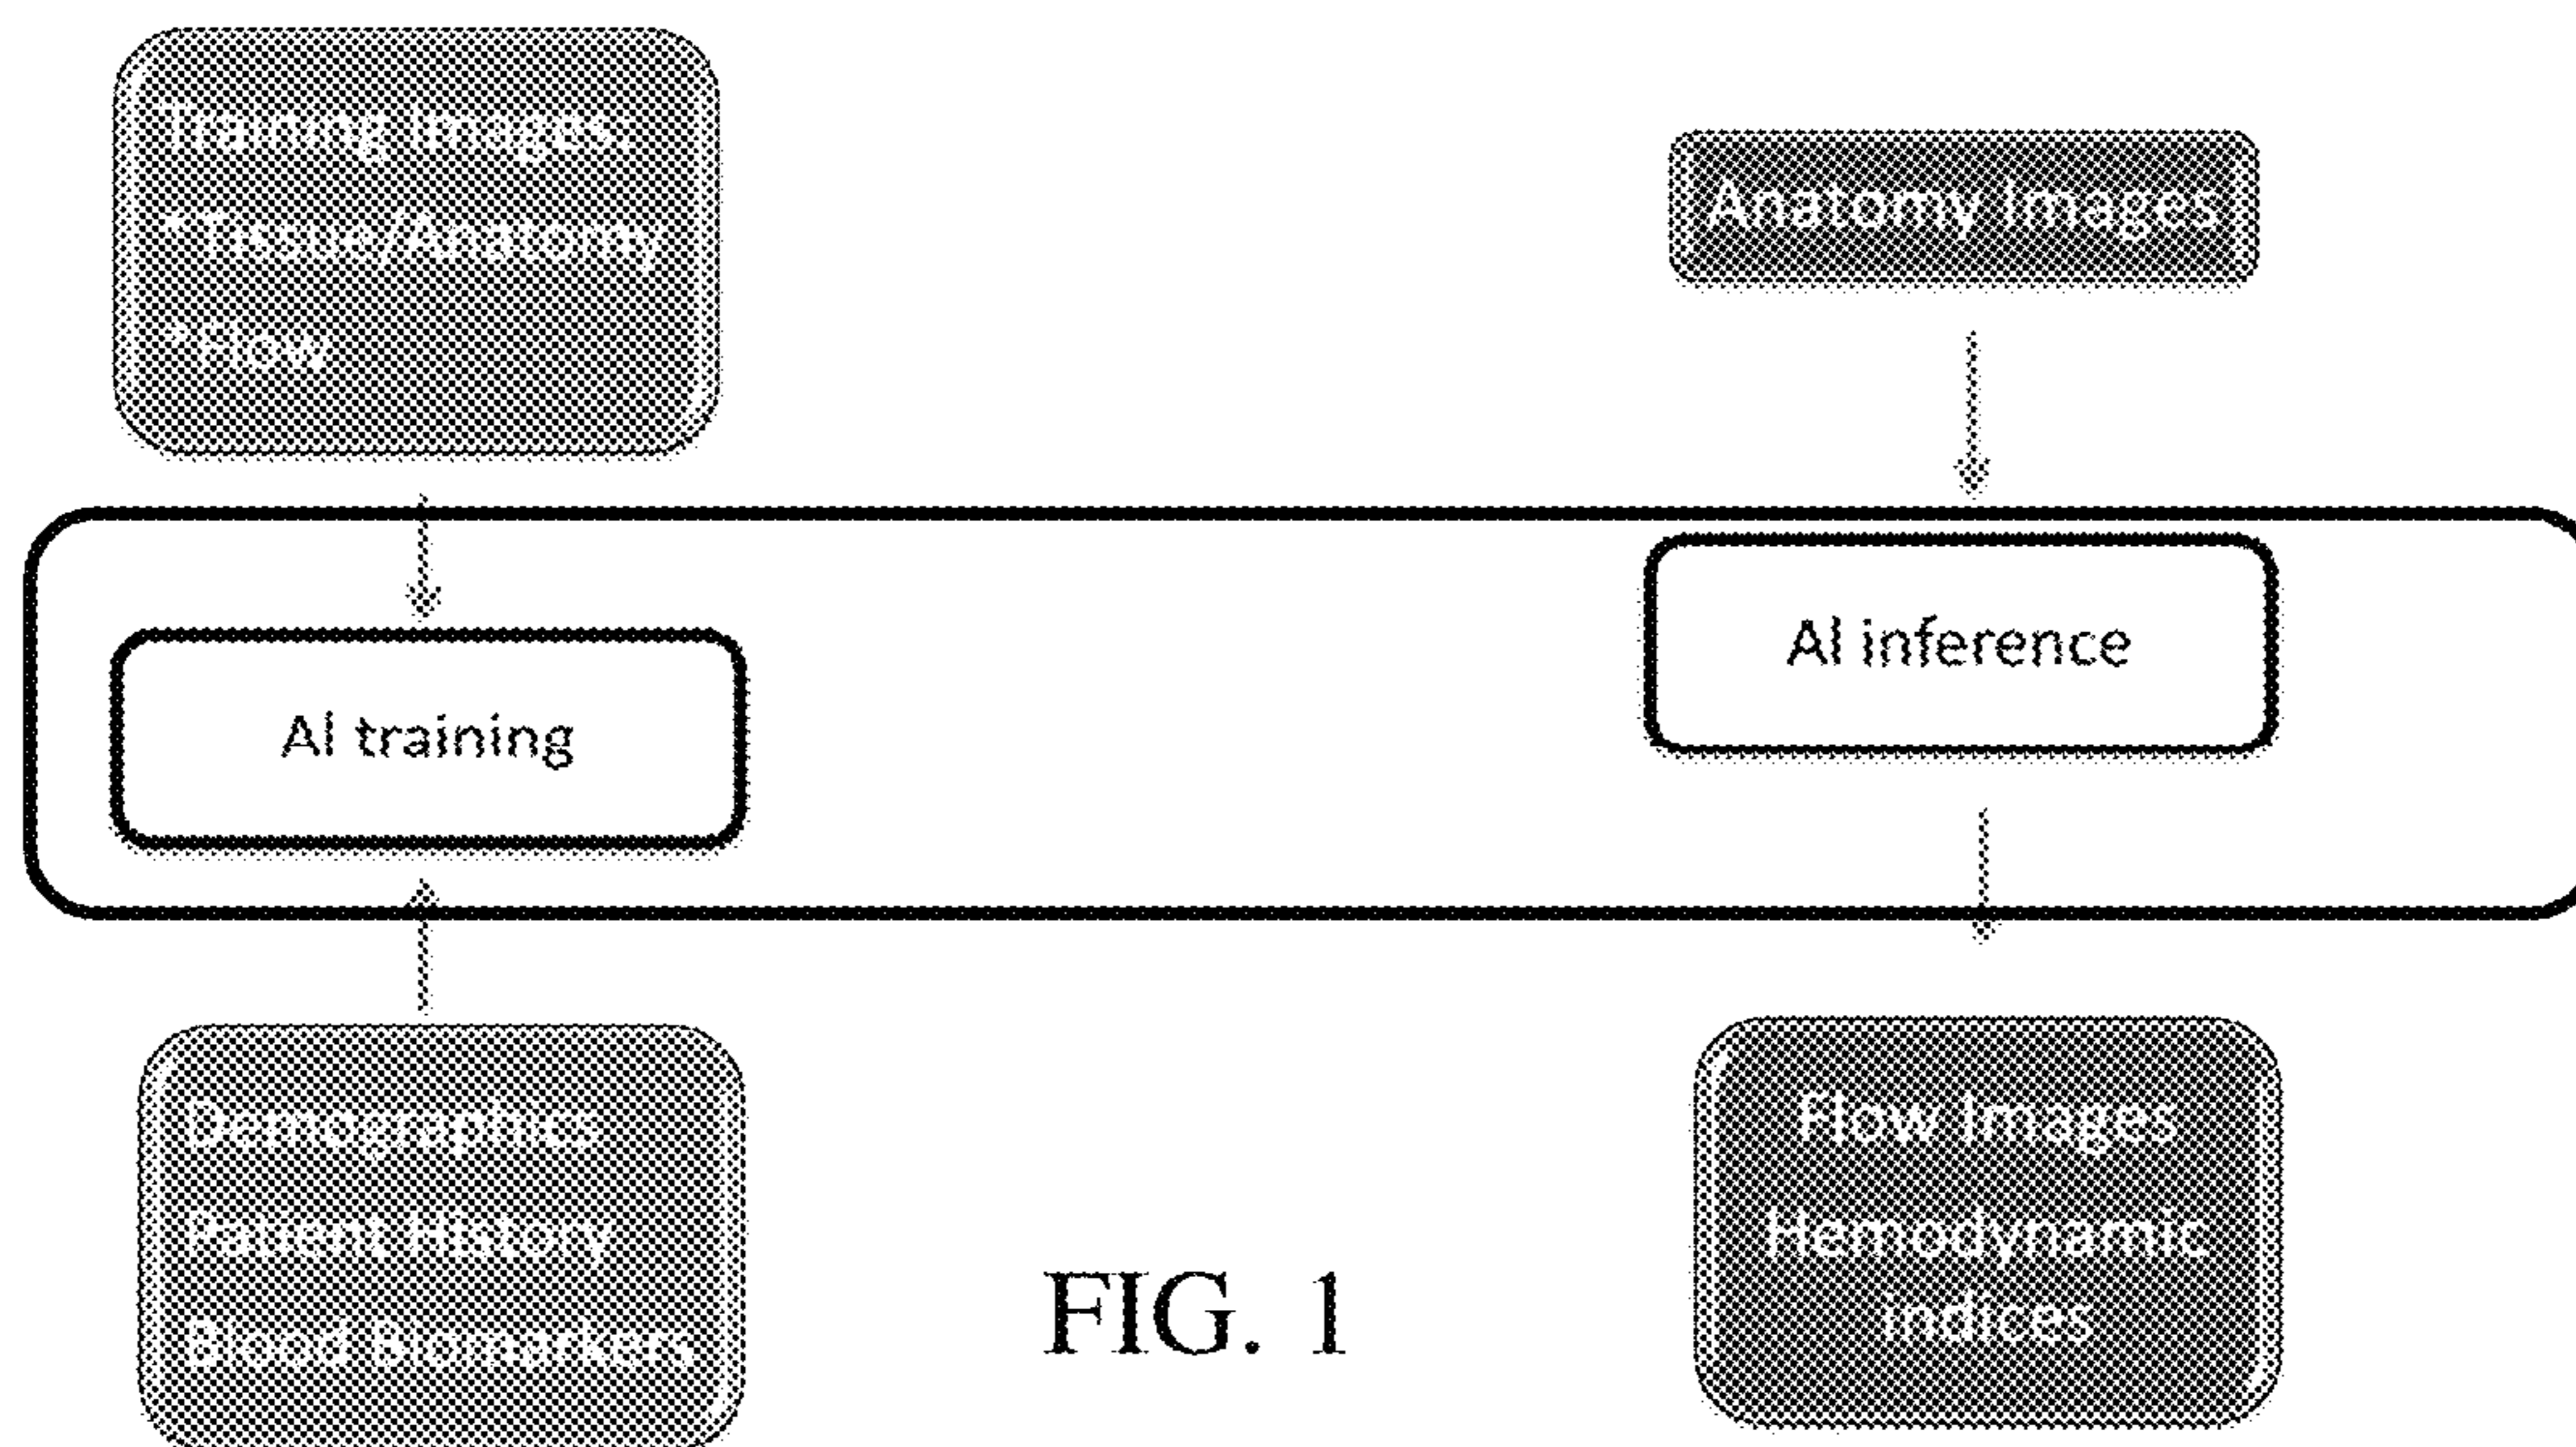 Training Images:
*Tissue/Anatomy
*Flow
Anatomy Images
AI training
AI inference
Demographics
Patient History
Blood Biomarkers
Flow Images
Hemodynamic
indices
FIG. 1